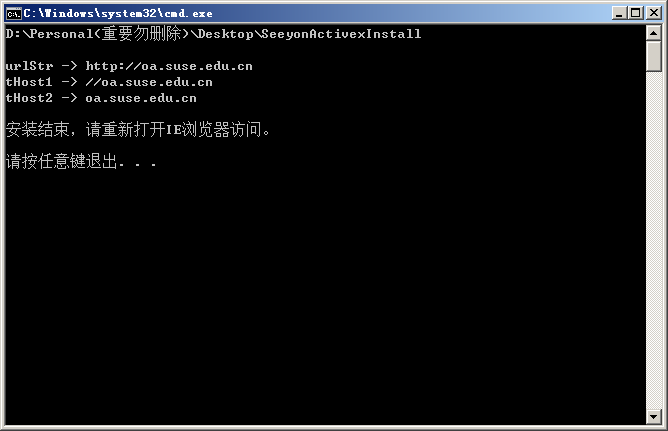 C:\Windows\system32\cmd.exe
D:\Personal(重要勿删除)\Desktop\SeeyonActivexInstall
urlStr -> http://oa.suse.edu.cn
tHost1 -> //oa.suse.edu.cn
tHost2 -> oa.suse.edu.cn
安装结束，请重新打开IE浏览器访问。
请按任意键退出. . .